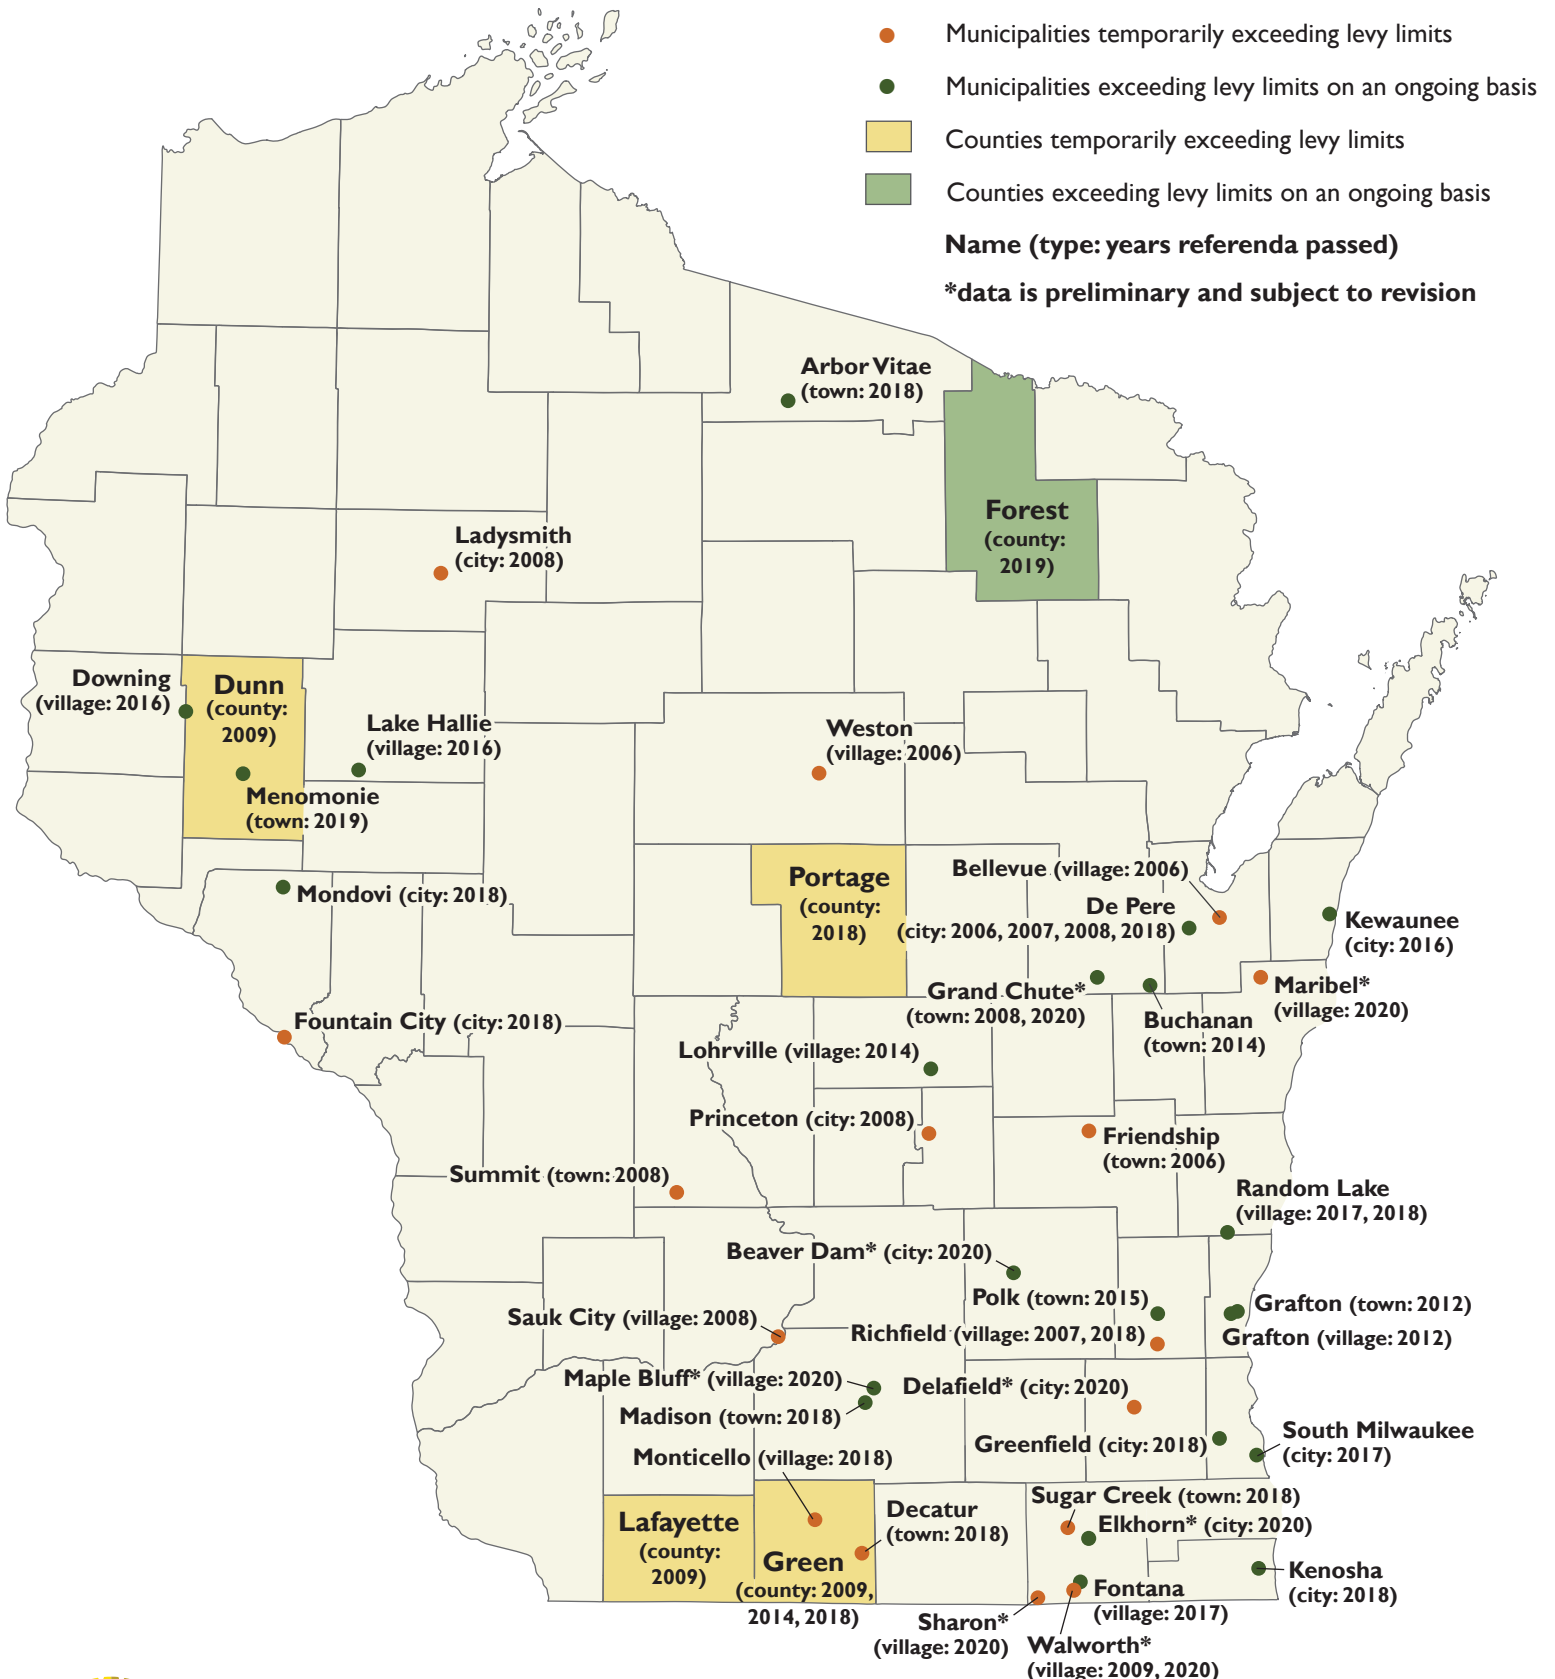 Municipalities temporarily exceeding levy limits
Municipalities exceeding levy limits on an ongoing basis
Counties temporarily exceeding levy limits
Counties exceeding levy limits on an ongoing basis
Name (type: years referenda passed)
*data is preliminary and subject to revision
Arbor Vitae
(town: 2018)
Forest
(county:
2019)
Ladysmith
(city: 2008)
Downing
(village: 2016)
Dunn
(county:
2009)
Lake Hallie
(village: 2016)
Menomonie
(town: 2019)
Weston
(village: 2006)
Mondovi (city: 2018)
Portage
(county:
2018)
Bellevue (village: 2006)
De Pere
(city: 2006, 2007, 2008, 2018)
Kewaunee
(city: 2016)
Grand Chute*
(town: 2008, 2020)
Buchanan
(town: 2014)
Maribel*
(village: 2020)
Fountain City (city: 2018)
Lohrville (village: 2014)
Princeton (city: 2008)
Friendship
(town: 2006)
Summit (town: 2008)
Random Lake
(village: 2017, 2018)
Beaver Dam* (city: 2020)
Polk (town: 2015)
Grafton (town: 2012)
Grafton (village: 2012)
Sauk City (village: 2008)
Richfield (village: 2007, 2018)
Maple Bluff* (village: 2020)
Delafield* (city: 2020)
Madison (town: 2018)
Greenfield (city: 2018)
South Milwaukee
(city: 2017)
Monticello (village: 2018)
Lafayette
(county:
2009)
Green
(county: 2009,
2014, 2018)
Decatur
(town: 2018)
Sugar Creek (town: 2018)
Elkhorn* (city: 2020)
Kenosha
(city: 2018)
Fontana
(village: 2017)
Sharon*
(village: 2020)
Walworth*
(village: 2009, 2020)